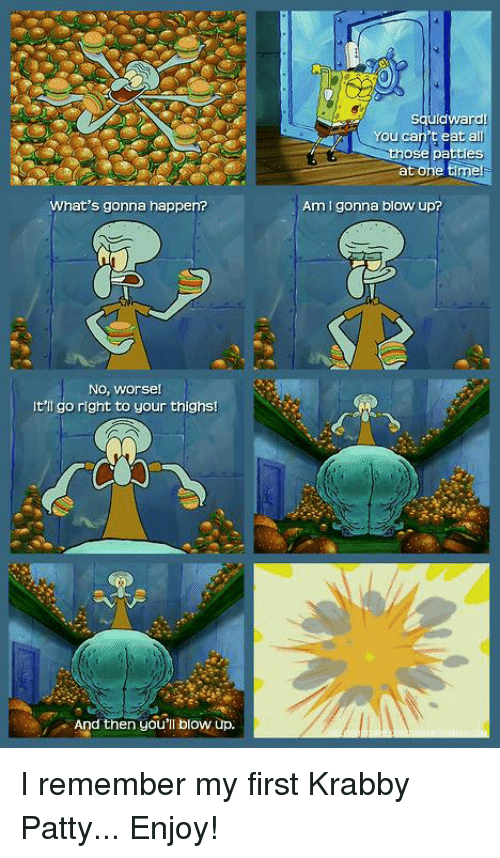 Squidward!
You can't eat all
those patties
at one time!
What's gonna happen?
Am I gonna blow up?
No, worse!
It'll go right to your thighs!
And then you'll blow up.
I remember my first Krabby
Patty... Enjoy!